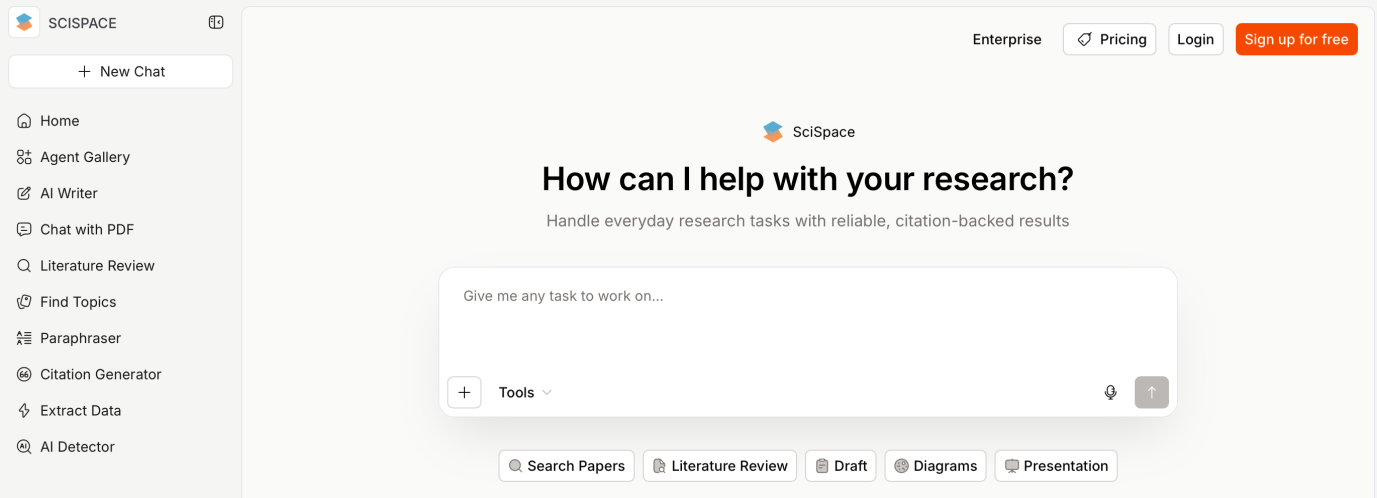 SCISPACE
New Chat
Home
Agent Gallery
AI Writer
Chat with PDF
Literature Review
Find Topics
Paraphraser
Citation Generator
Extract Data
AI Detector
Enterprise
Pricing
Login
Sign up for free
SciSpace
How can I help with your research?
Handle everyday research tasks with reliable, citation-backed results
Give me any task to work on...
Tools
Search Papers
Literature Review
Draft
Diagrams
Presentation